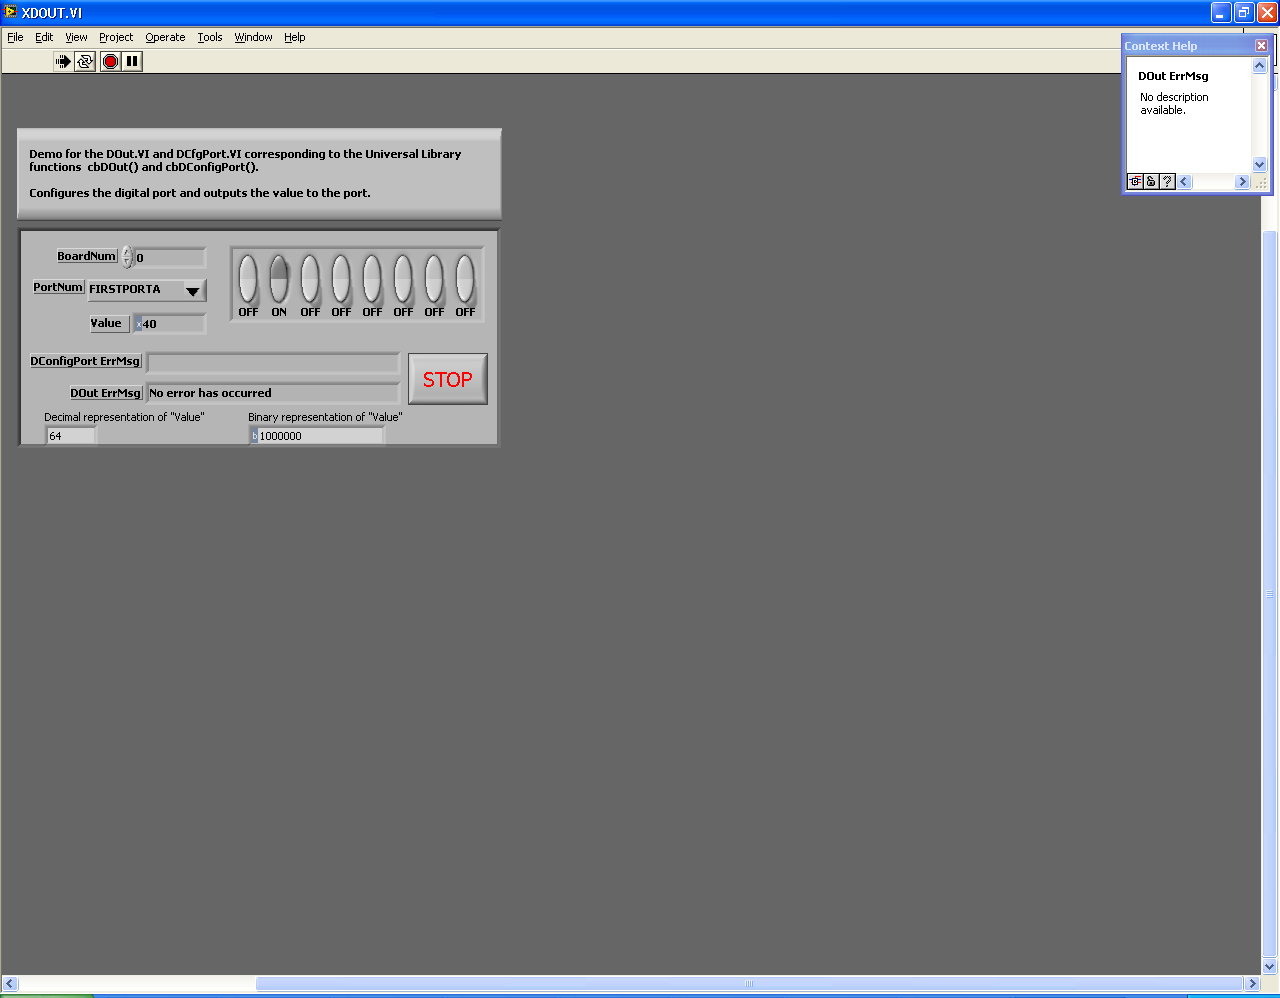 XDOUT.VI
File Edit View Project Operate Tools Window Help
Context Help
DOut ErrMsg
No description
available.
Demo for the DOut.VI and DCfgPort.VI corresponding to the Universal Library
functions cbDOut() and cbDConfigPort().
Configures the digital port and outputs the value to the port.
BoardNum 0
PortNum FIRSTPORTA
Value x40
OFF ON OFF OFF OFF OFF OFF OFF
DConfigPort ErrMsg
STOP
DOut ErrMsg No error has occurred
Decimal representation of "Value" Binary representation of "Value"
64 b 1000000